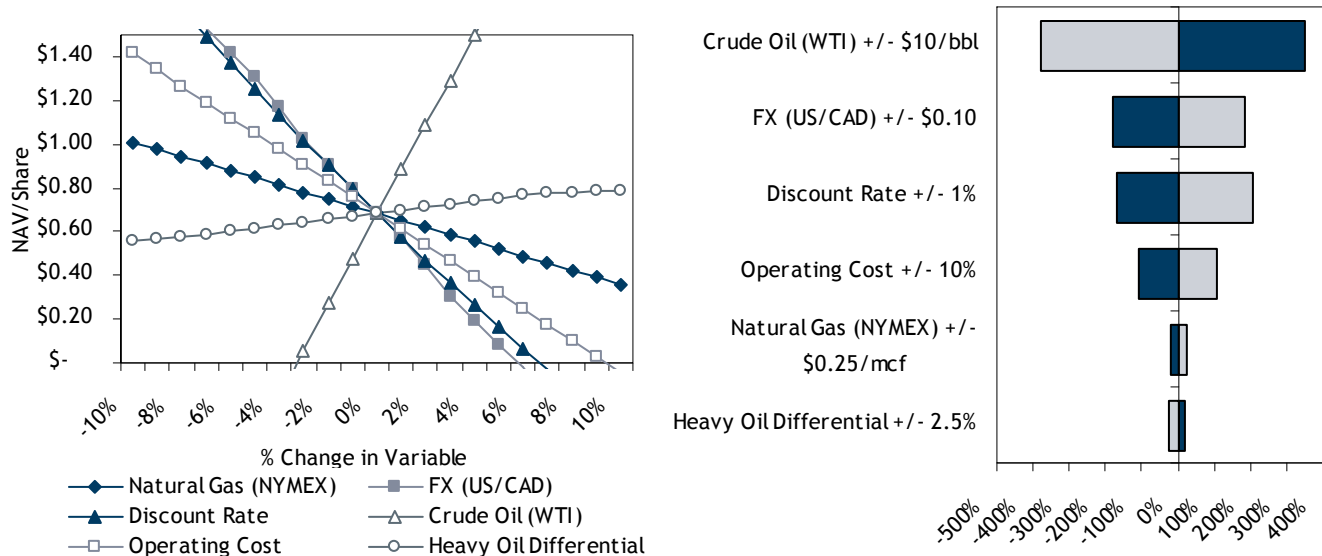 NAV/Share
$1.40
$1.20
$1.00
$0.80
$0.60
$0.40
$0.20
$-
-10%
-8%
-6%
-4%
-2%
0%
2%
4%
6%
8%
10%
% Change in Variable
Natural Gas (NYMEX)
FX (US/CAD)
Discount Rate
Crude Oil (WTI)
Operating Cost
Heavy Oil Differential
Crude Oil (WTI) +/- $10/bbl
FX (US/CAD) +/- $0.10
Discount Rate +/- 1%
Operating Cost +/- 10%
Natural Gas (NYMEX) +/-
$0.25/mcf
Heavy Oil Differential +/- 2.5%
-500%
-400%
-300%
-200%
-100%
0%
100%
200%
300%
400%